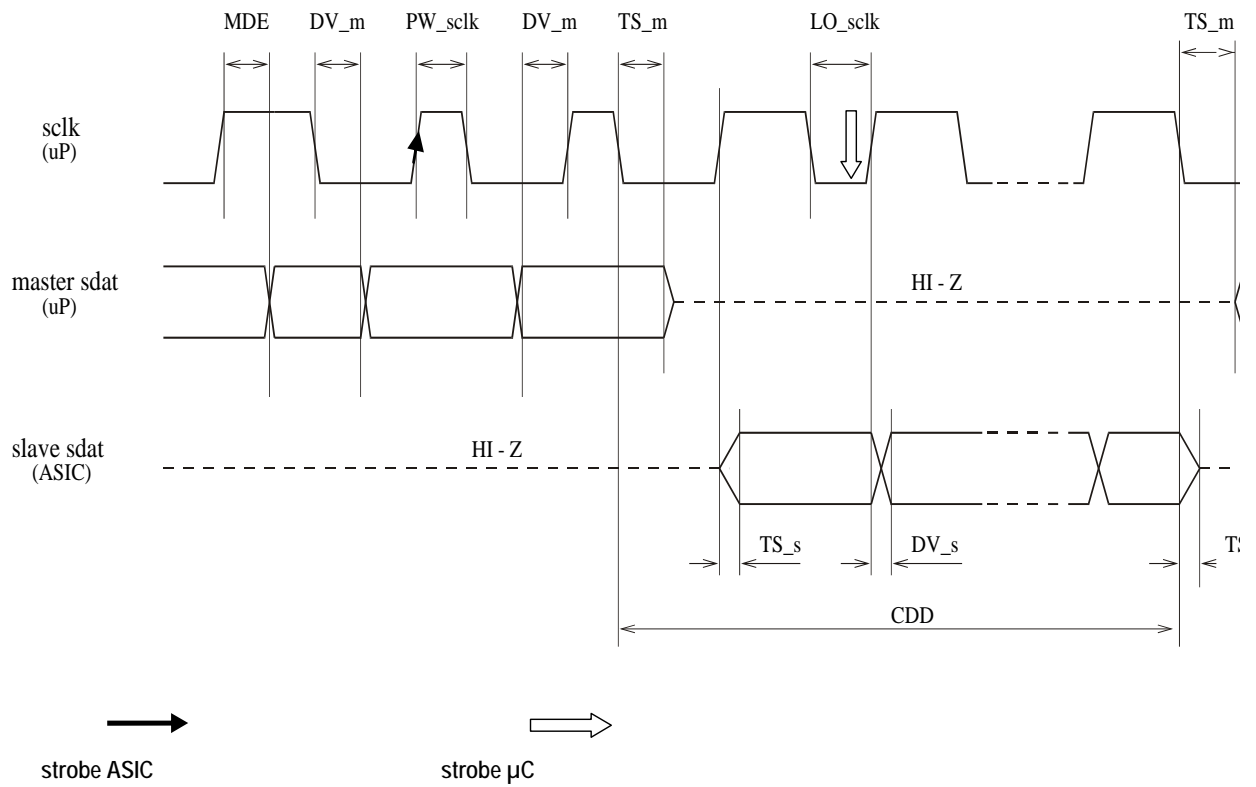 MDE DV_m PW_sclk DV_m TS_m LO_sclk TS_m
sclk
(uP)
master sdat
(uP)
HI - Z
slave sdat
(ASIC)
HI - Z
TS_s DV_s
CDD
strobe ASIC strobe µC